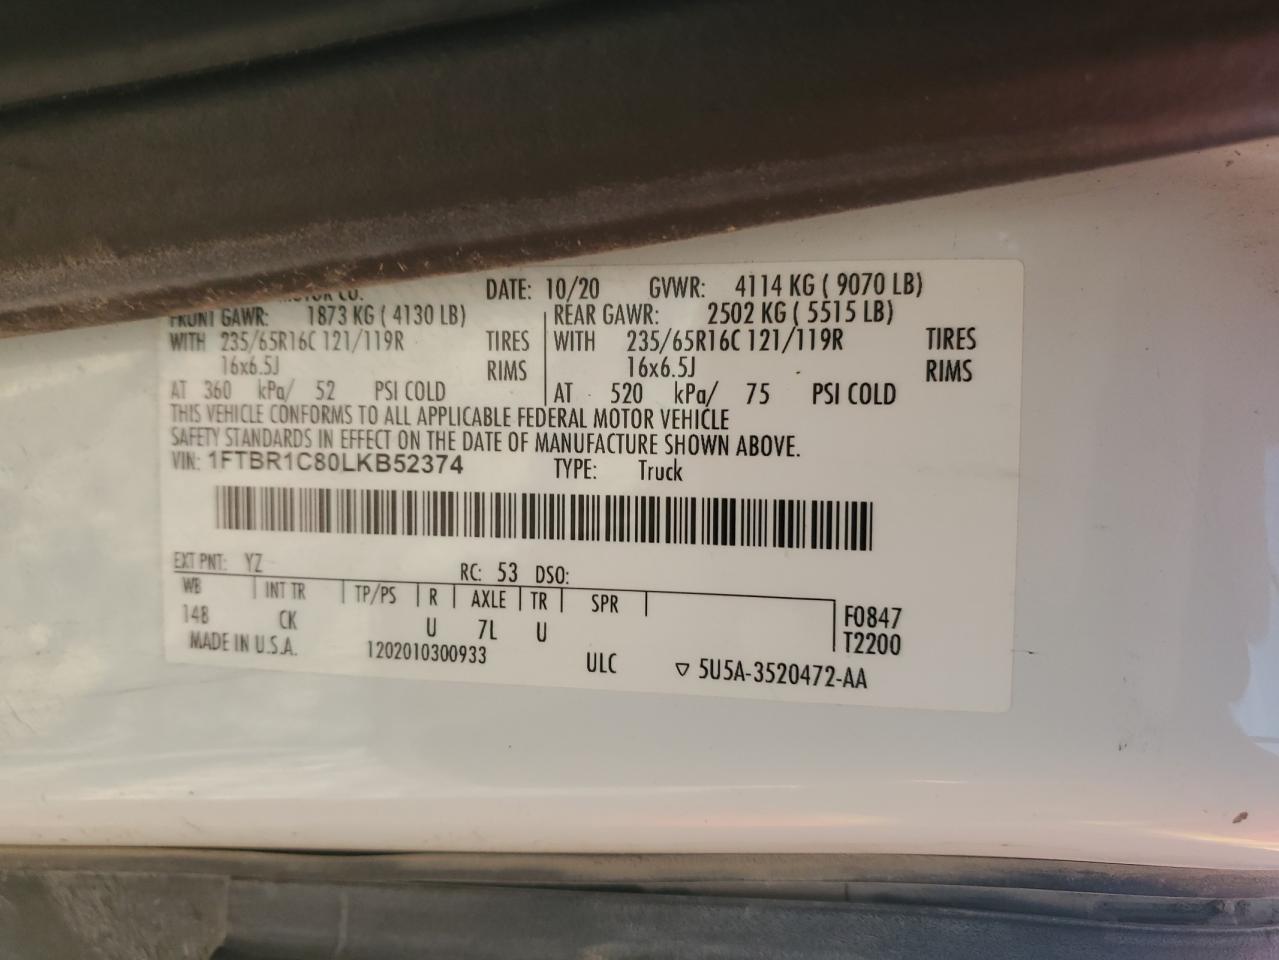 MOTOR CO. DATE: 10/20 GVWR: 4114 KG ( 9070 LB)
FRONT GAWR: 1873 KG ( 4130 LB) REAR GAWR: 2502 KG ( 5515 LB)
WITH 235/65R16C 121/119R TIRES WITH 235/65R16C 121/119R TIRES
16x6.5J RIMS 16x6.5J RIMS
AT 360 kPa/ 52 PSI COLD AT 520 kPa/ 75 PSI COLD
THIS VEHICLE CONFORMS TO ALL APPLICABLE FEDERAL MOTOR VEHICLE
SAFETY STANDARDS IN EFFECT ON THE DATE OF MANUFACTURE SHOWN ABOVE.
VIN: 1FTBR1C80LKB52374 TYPE: Truck
EXT PNT: YZ RC: 53 DSO:
WB INT TR TP/PS R AXLE TR SPR F0847
148 CK U 7L U T2200
MADE IN U.S.A. 1202010300933 ULC ▽ 5U5A-3520472-AA